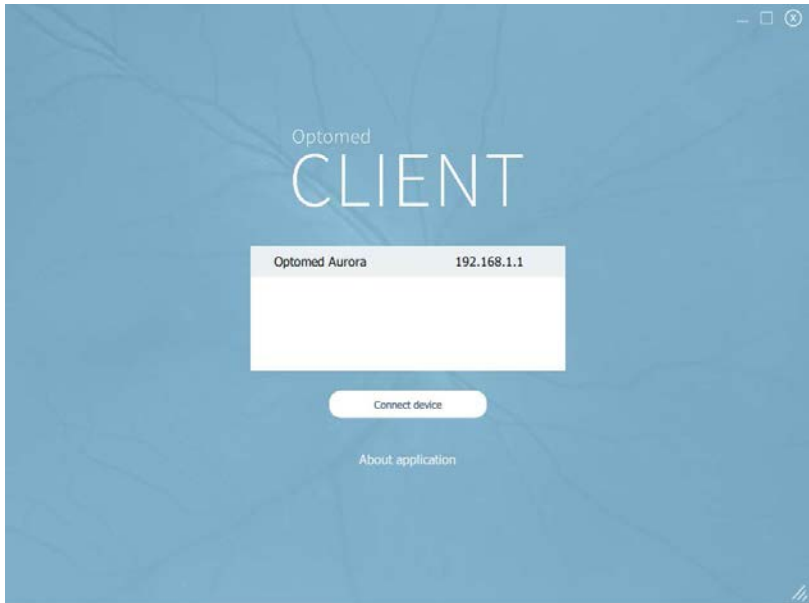 Optomed
CLIENT
Optomed Aurora 192.168.1.1
Connect device
About application